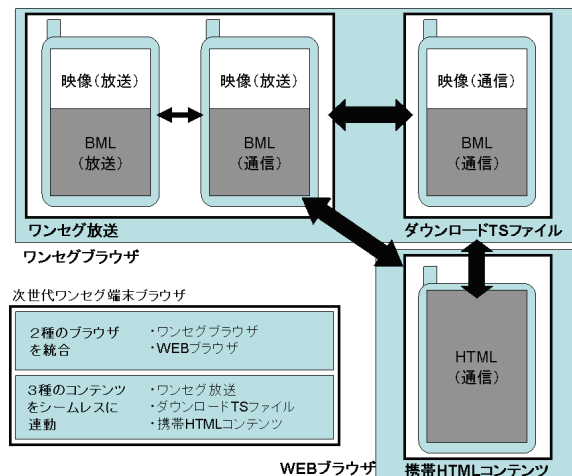 映像(放送)
BML
(放送)
映像(放送)
BML
(通信)
映像(通信)
BML
(通信)
ワンセグ放送
ダウンロードTSファイル
ワンセグブラウザ
次世代ワンセグ端末ブラウザ
2種のブラウザ
を統合
・ワンセグブラウザ
・WEBブラウザ
3種のコンテンツ
をシームレスに
連動
・ワンセグ放送
・ダウンロードTSファイル
・携帯HTMLコンテンツ
HTML
(通信)
WEBブラウザ
携帯HTMLコンテンツ